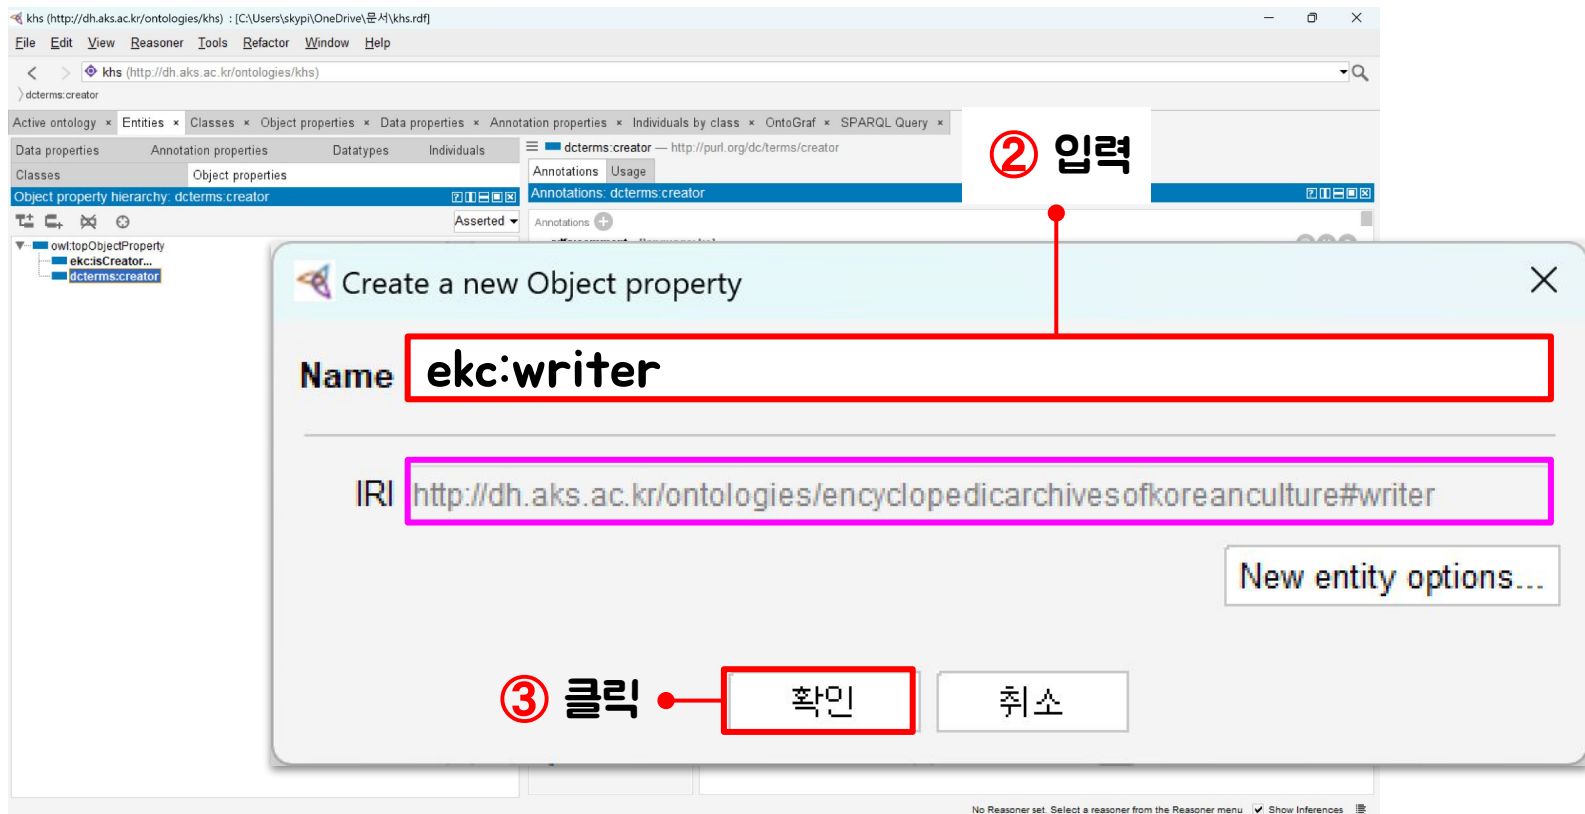 khs (http://dh.aks.ac.kr/ontologies/khs) : [C:\Users\skypi\OneDrive\문서\khs.rdf]
File Edit View Reasoner Tools Refactor Window Help
khs (http://dh.aks.ac.kr/ontologies/khs)
dcterms:creator
Active ontology × Entities × Classes × Object properties × Data properties × Annotation properties × Individuals by class × OntoGraf × SPARQL Query ×
② 입력
Data properties Annotation properties Datatypes Individuals
dcterms:creator — http://purl.org/dc/terms/creator
Classes Object properties
Annotations Usage
Object property hierarchy: dcterms:creator
Annotations: dcterms:creator
Asserted
Annotations
owl:topObjectProperty
ekc:isCreator...
dcterms:creator
Create a new Object property
Name ekc:writer
IRI http://dh.aks.ac.kr/ontologies/encyclopedicarchivesofkoreanculture#writer
New entity options...
③ 클릭
확인 취소
No Reasoner set. Select a reasoner from the Reasoner menu Show Inferences